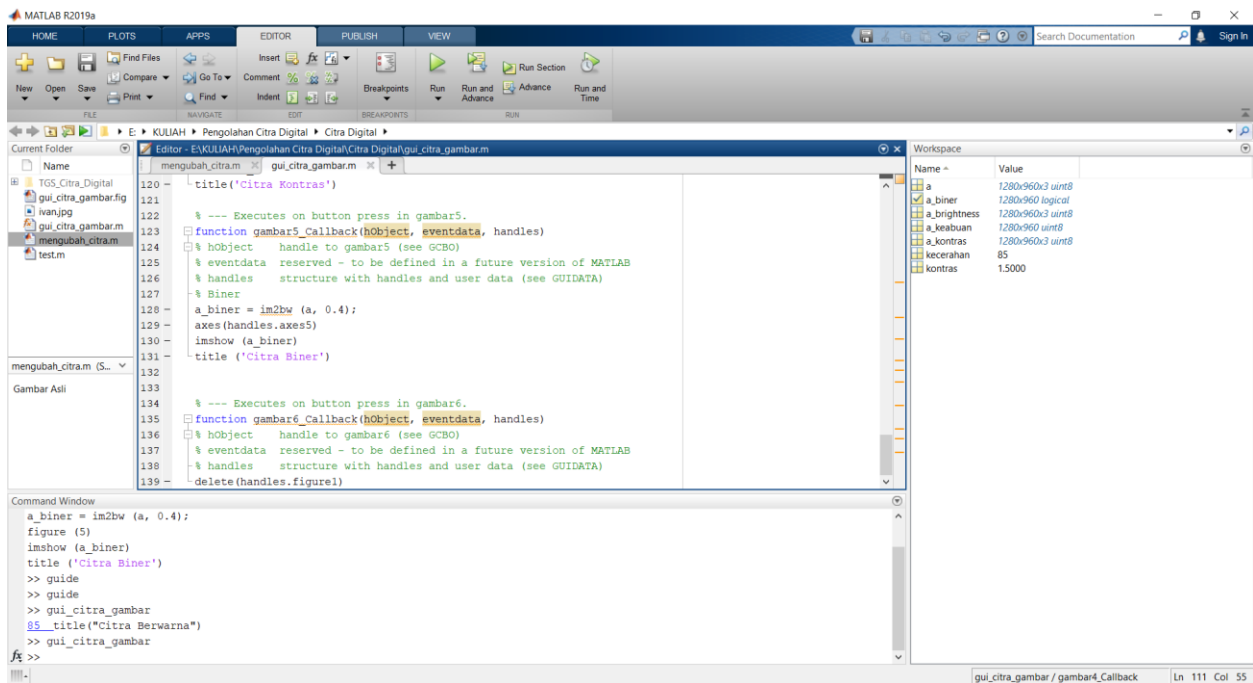 MATLAB R2019a
HOME PLOTS APPS EDITOR PUBLISH VIEW Search Documentation Sign In
New Open Save Find Files Compare Print Go To Find Insert fx Comment Indent Breakpoints Run Run and Advance Run Section Advance Run and Time
FILE NAVIGATE EDIT BREAKPOINTS RUN
E: KULIAH Pengolahan Citra Digital Citra Digital
Current Folder
Name
TGS_Citra_Digital
gui_citra_gambar.fig
ivan.jpg
gui_citra_gambar.m
mengubah_citra.m
test.m
mengubah_citra.m (S...
Gambar Asli
Editor - E:\KULIAH\Pengolahan Citra Digital\Citra Digital\gui_citra_gambar.m
mengubah_citra.m gui_citra_gambar.m +
120 title('Citra Kontras')
121
122 % --- Executes on button press in gambar5.
123 function gambar5_Callback(hObject, eventdata, handles)
124 % hObject handle to gambar5 (see GCBO)
125 % eventdata reserved - to be defined in a future version of MATLAB
126 % handles structure with handles and user data (see GUIDATA)
127 % Biner
128 a_biner = im2bw (a, 0.4);
129 axes(handles.axes5)
130 imshow (a_biner)
131 title ('Citra Biner')
132
133
134 % --- Executes on button press in gambar6.
135 function gambar6_Callback(hObject, eventdata, handles)
136 % hObject handle to gambar6 (see GCBO)
137 % eventdata reserved - to be defined in a future version of MATLAB
138 % handles structure with handles and user data (see GUIDATA)
139 delete(handles.figure1)
Workspace
Name Value
a 1280x960x3 uint8
a_biner 1280x960 logical
a_brightness 1280x960x3 uint8
a_keabuan 1280x960 uint8
a_kontras 1280x960x3 uint8
kecerahan 85
kontras 1.5000
Command Window
a_biner = im2bw (a, 0.4);
figure (5)
imshow (a_biner)
title ('Citra Biner')
>> guide
>> guide
>> gui_citra_gambar
85 title("Citra Berwarna")
>> gui_citra_gambar
fx >>
gui_citra_gambar / gambar4_Callback Ln 111 Col 55